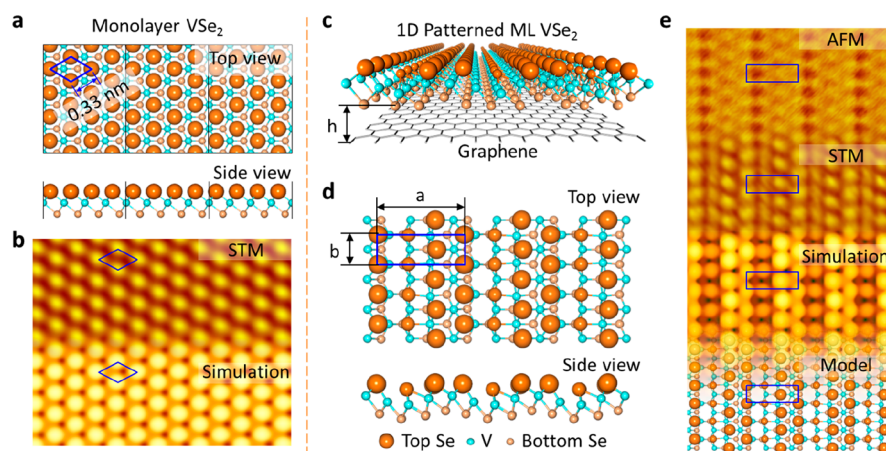 a
Monolayer VSe₂
Top view
0.33 nm
Side view
b
STM
Simulation
c
1D Patterned ML VSe₂
h
Graphene
d
Top view
a
b
Side view
Top Se V Bottom Se
e
AFM
STM
Simulation
Model